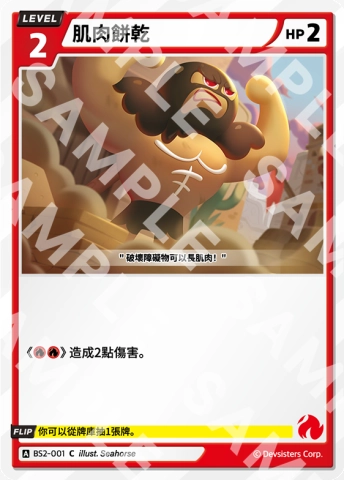 LEVEL
2
肌肉餅乾
HP 2
SAMPLE SAMPLE SAMPLE
"破壞障礙物可以長肌肉！"
《》造成2點傷害。
FLIP 你可以從牌庫抽1張牌。
A BS2-001 C illust. Seahorse
© Devsisters Corp.